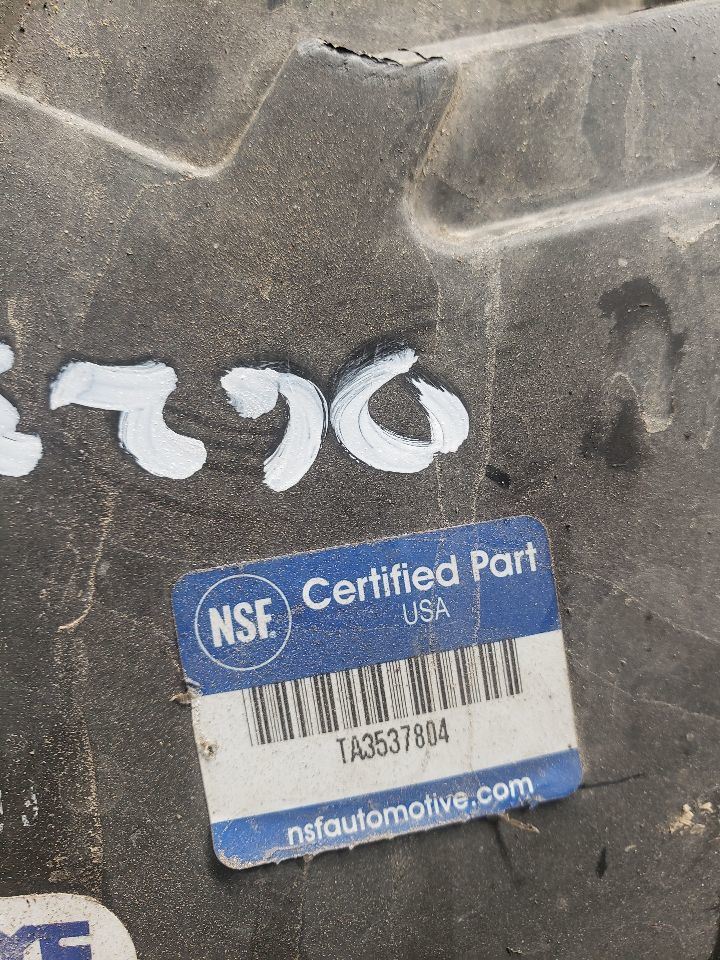 NSF
Certified Part
USA
TA3537804
nsfautomotive.com